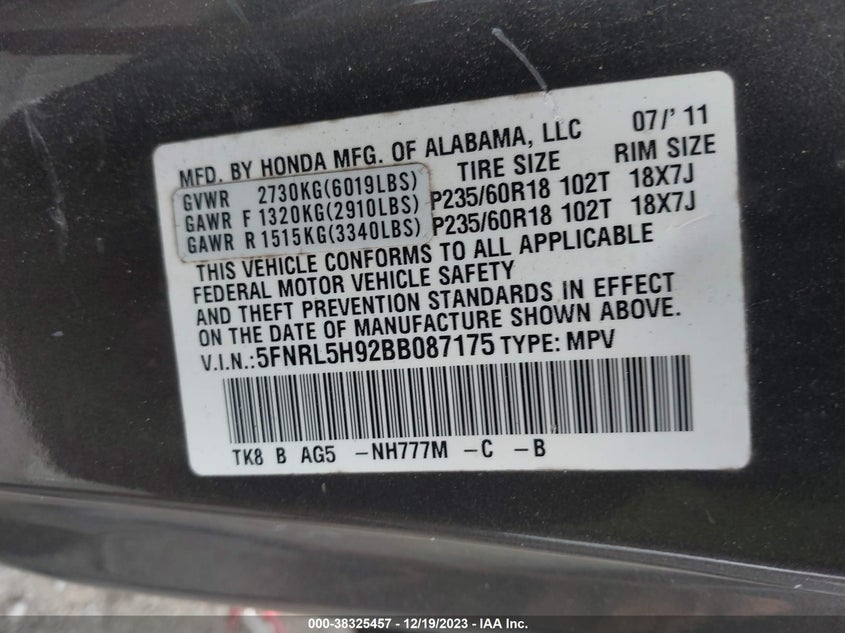 MFD. BY HONDA MFG. OF ALABAMA, LLC 07/'11
TIRE SIZE RIM SIZE
GVWR 2730KG(6019LBS)
GAWR F 1320KG(2910LBS) P235/60R18 102T 18X7J
GAWR R 1515KG(3340LBS) P235/60R18 102T 18X7J
THIS VEHICLE CONFORMS TO ALL APPLICABLE
FEDERAL MOTOR VEHICLE SAFETY
AND THEFT PREVENTION STANDARDS IN EFFECT
ON THE DATE OF MANUFACTURE SHOWN ABOVE.
V.I.N.:5FNRL5H92BB087175 TYPE: MPV
TK8 B AG5 -NH777M -C -B
000-38325457 - 12/19/2023 - IAA Inc.